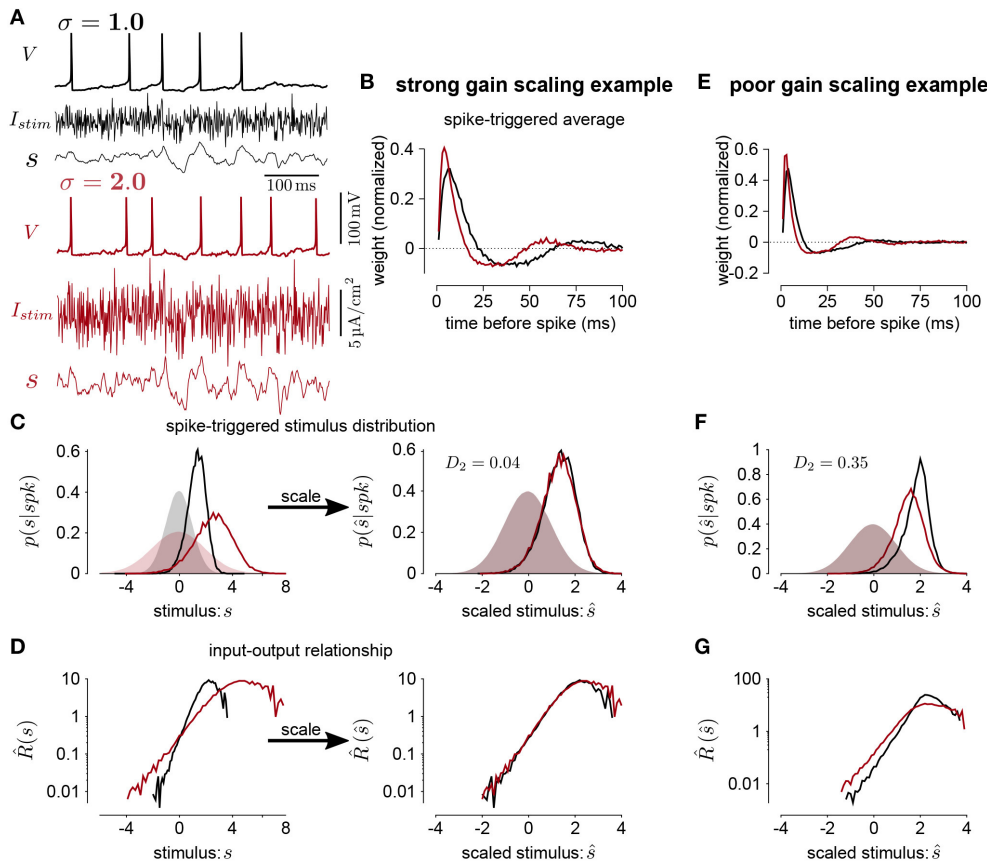 A
σ = 1.0
V
I_stim
s
100 ms
σ = 2.0
V
100 mV
I_stim
5 μA/cm²
s
B strong gain scaling example
spike-triggered average
weight (normalized)
0.4
0.2
0
0 25 50 75 100
time before spike (ms)
E poor gain scaling example
weight (normalized)
0.6
0.4
0.2
0
−0.2
0 25 50 75 100
time before spike (ms)
C
spike-triggered stimulus distribution
p(s|spk)
0.6
0.4
0.2
0
-4 0 4 8
stimulus: s
scale
p(ŝ|spk)
0.6
0.4
0.2
0
D₂ = 0.04
-4 -2 0 2 4
scaled stimulus: ŝ
F
p(ŝ|spk)
1
0.8
0.6
0.4
0.2
0
D₂ = 0.35
-4 -2 0 2 4
scaled stimulus: ŝ
D
input-output relationship
R̂(s)
10
1
0.1
0.01
-4 0 4 8
stimulus: s
scale
R̂(ŝ)
10
1
0.1
0.01
-4 -2 0 2 4
scaled stimulus: ŝ
G
R̂(ŝ)
100
1
0.01
-4 -2 0 2 4
scaled stimulus: ŝ